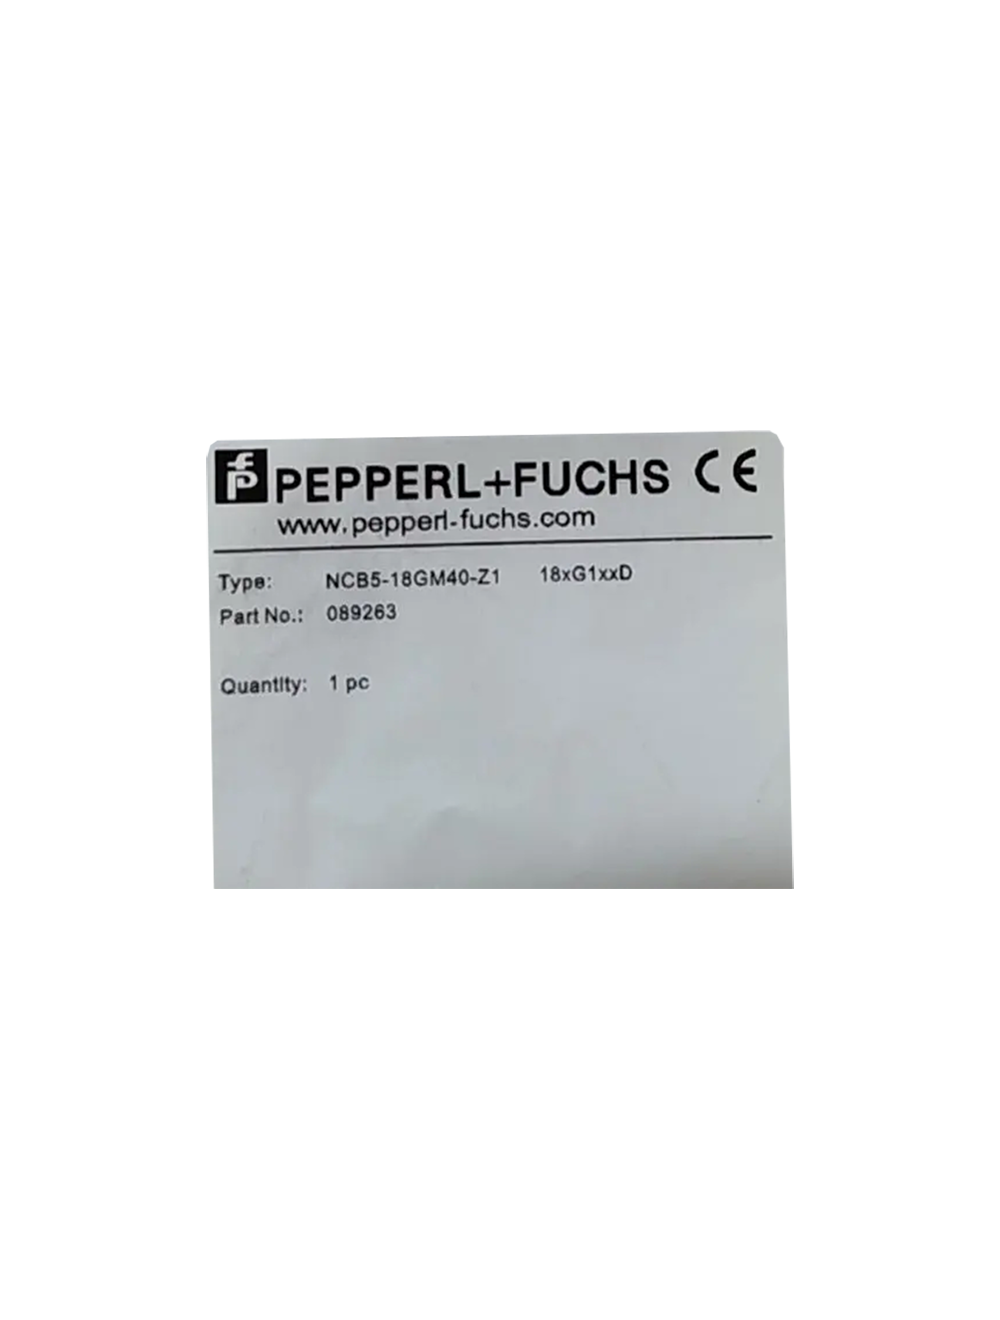 PEPPERL+FUCHS CE
www.pepperl-fuchs.com
Type: NCB5-18GM40-Z1 18xG1xxD
Part No.: 089263
Quantity: 1 pc